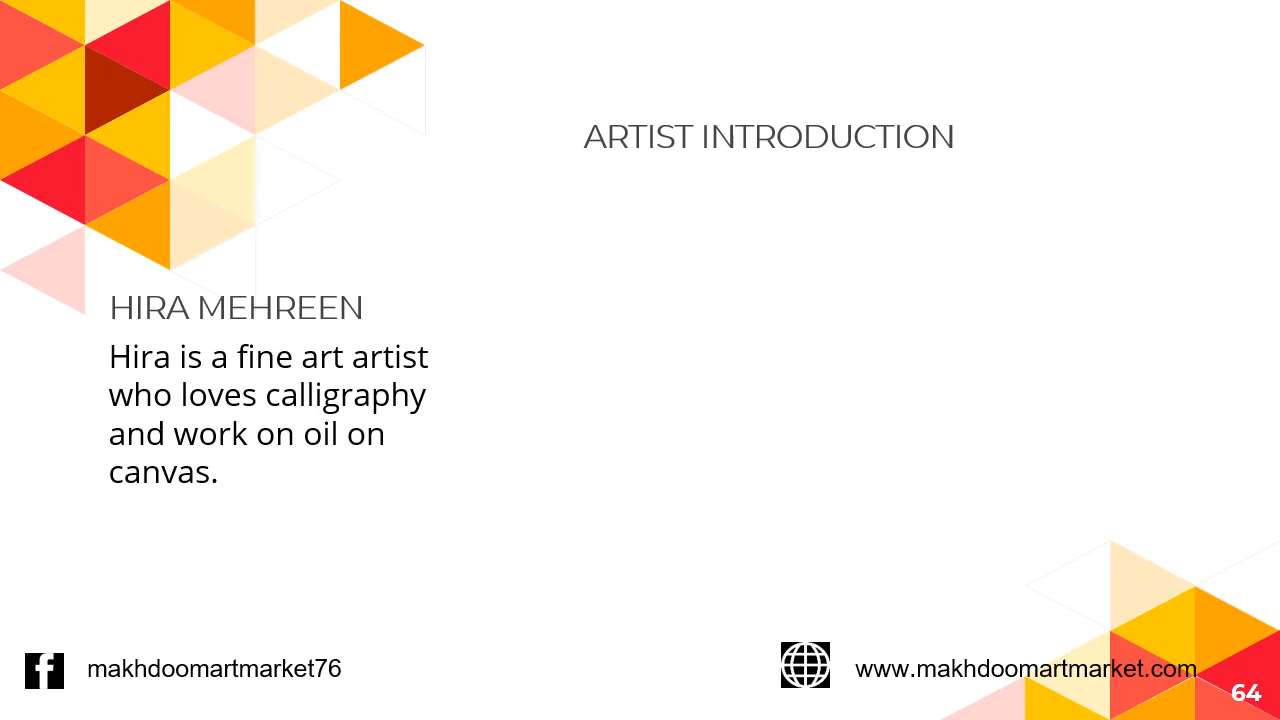 ARTIST INTRODUCTION
HIRA MEHREEN
Hira is a fine art artist
who loves calligraphy
and work on oil on
canvas.
makhdoomartmarket76
www.makhdoomartmarket.com
64